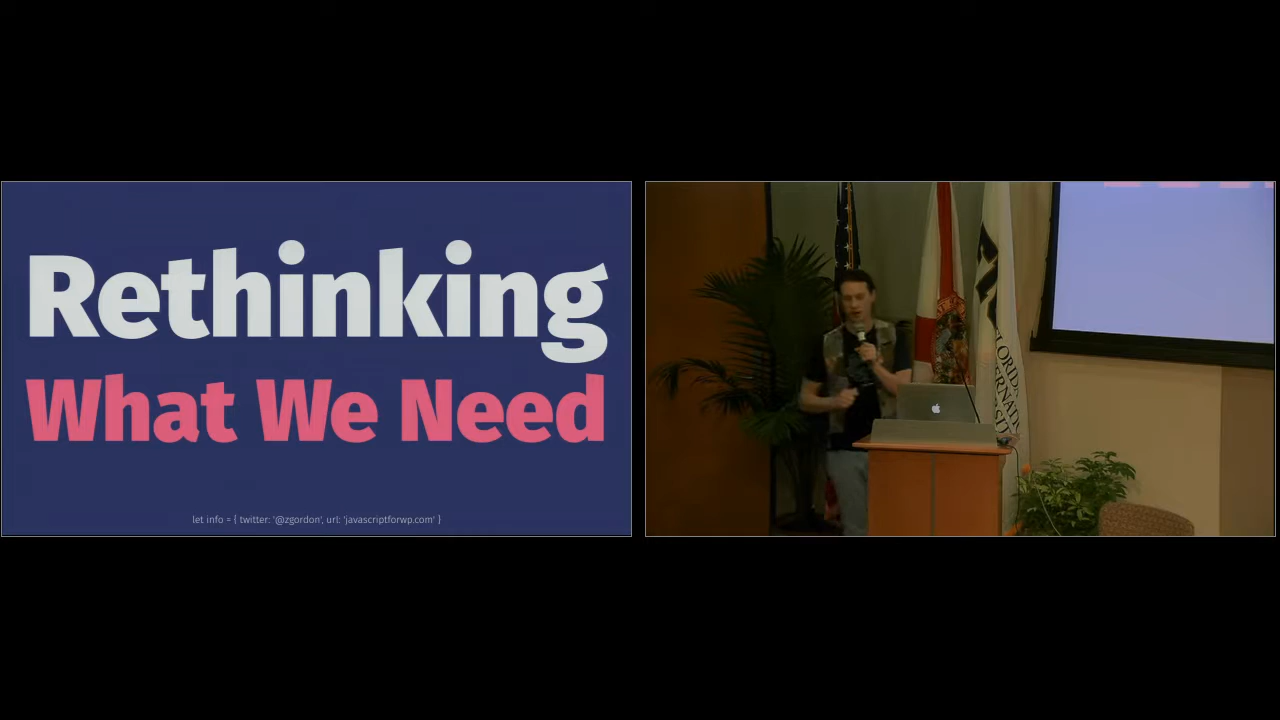 Rethinking
What We Need
let info = { twitter: '@zgordon', url: 'javascriptforwp.com' }